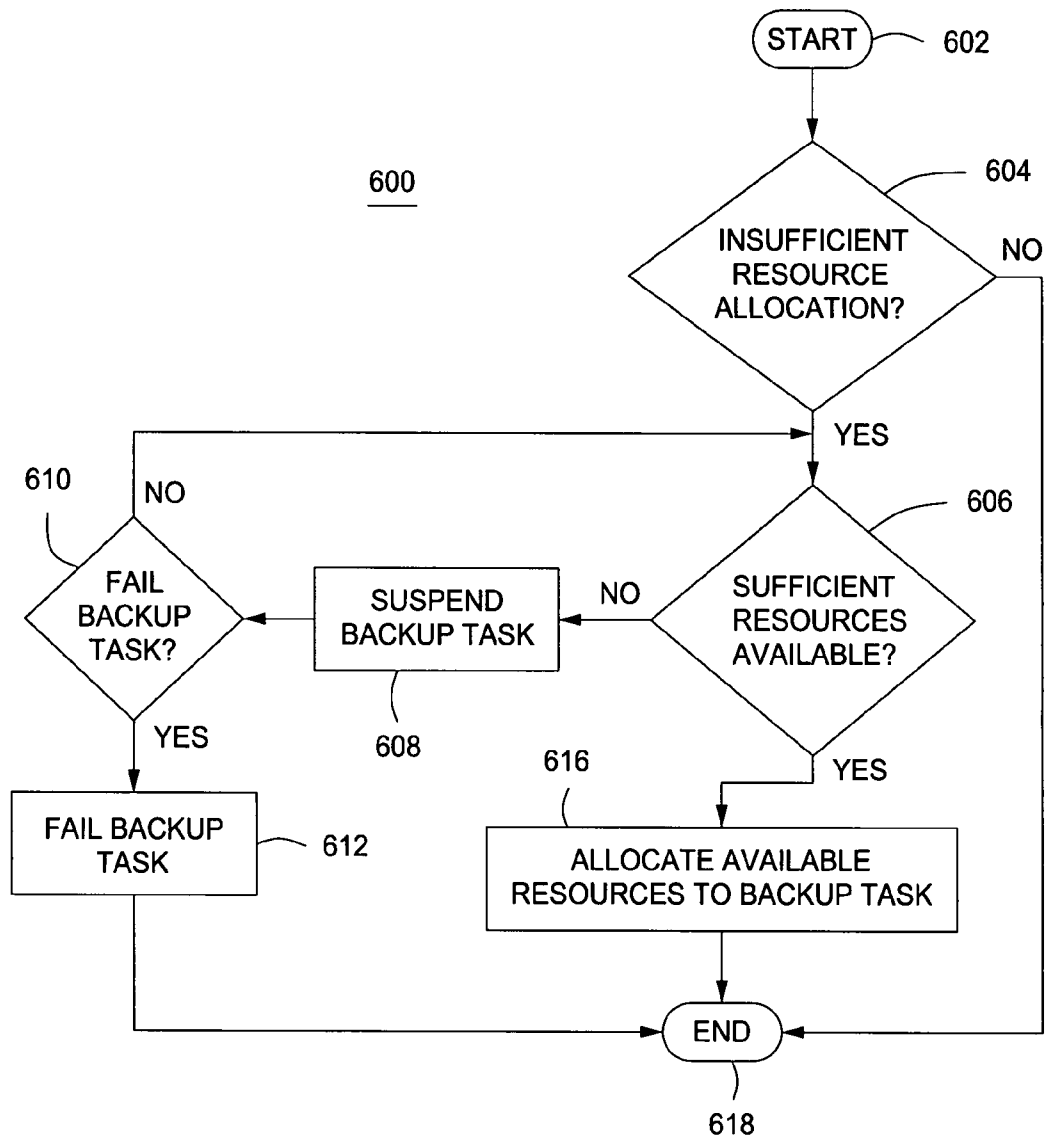 START
602
600
604
INSUFFICIENT
RESOURCE
ALLOCATION?
NO
YES
610
NO
606
FAIL
BACKUP
TASK?
SUSPEND
BACKUP TASK
NO
SUFFICIENT
RESOURCES
AVAILABLE?
YES
608
616
YES
FAIL BACKUP
TASK
612
ALLOCATE AVAILABLE
RESOURCES TO BACKUP TASK
END
618